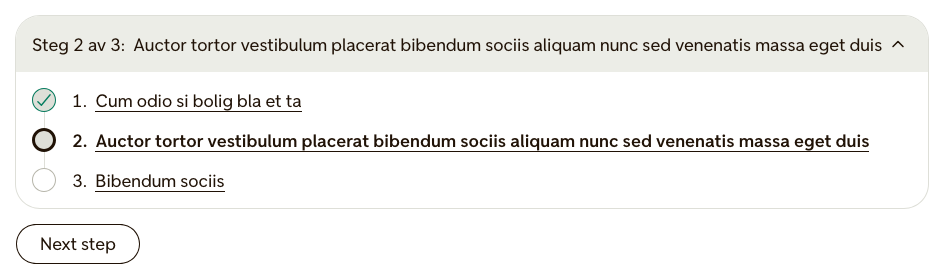 Steg 2 av 3: Auctor tortor vestibulum placerat bibendum sociis aliquam nunc sed venenatis massa eget duis
1. Cum odio si bolig bla et ta
2. Auctor tortor vestibulum placerat bibendum sociis aliquam nunc sed venenatis massa eget duis
3. Bibendum sociis
Next step